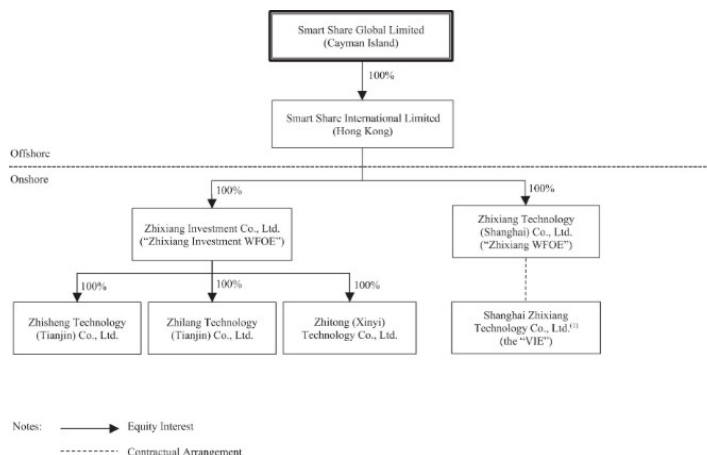 Smart Share Global Limited
(Cayman Island)
100%
Smart Share International Limited
(Hong Kong)
Offshore
Onshore
100%
100%
Zhixiang Investment Co., Ltd.
(“Zhixiang Investment WFOE”)
Zhixiang Technology
(Shanghai) Co., Ltd.
(“Zhixiang WFOE”)
100%
100%
100%
Zhisheng Technology
(Tianjin) Co., Ltd.
Zhilang Technology
(Tianjin) Co., Ltd.
Zhitong (Xinyi)
Technology Co., Ltd.
Shanghai Zhixiang
Technology Co., Ltd.
(the “VIE”)
Notes:
Equity Interest
Contractual Arrangement